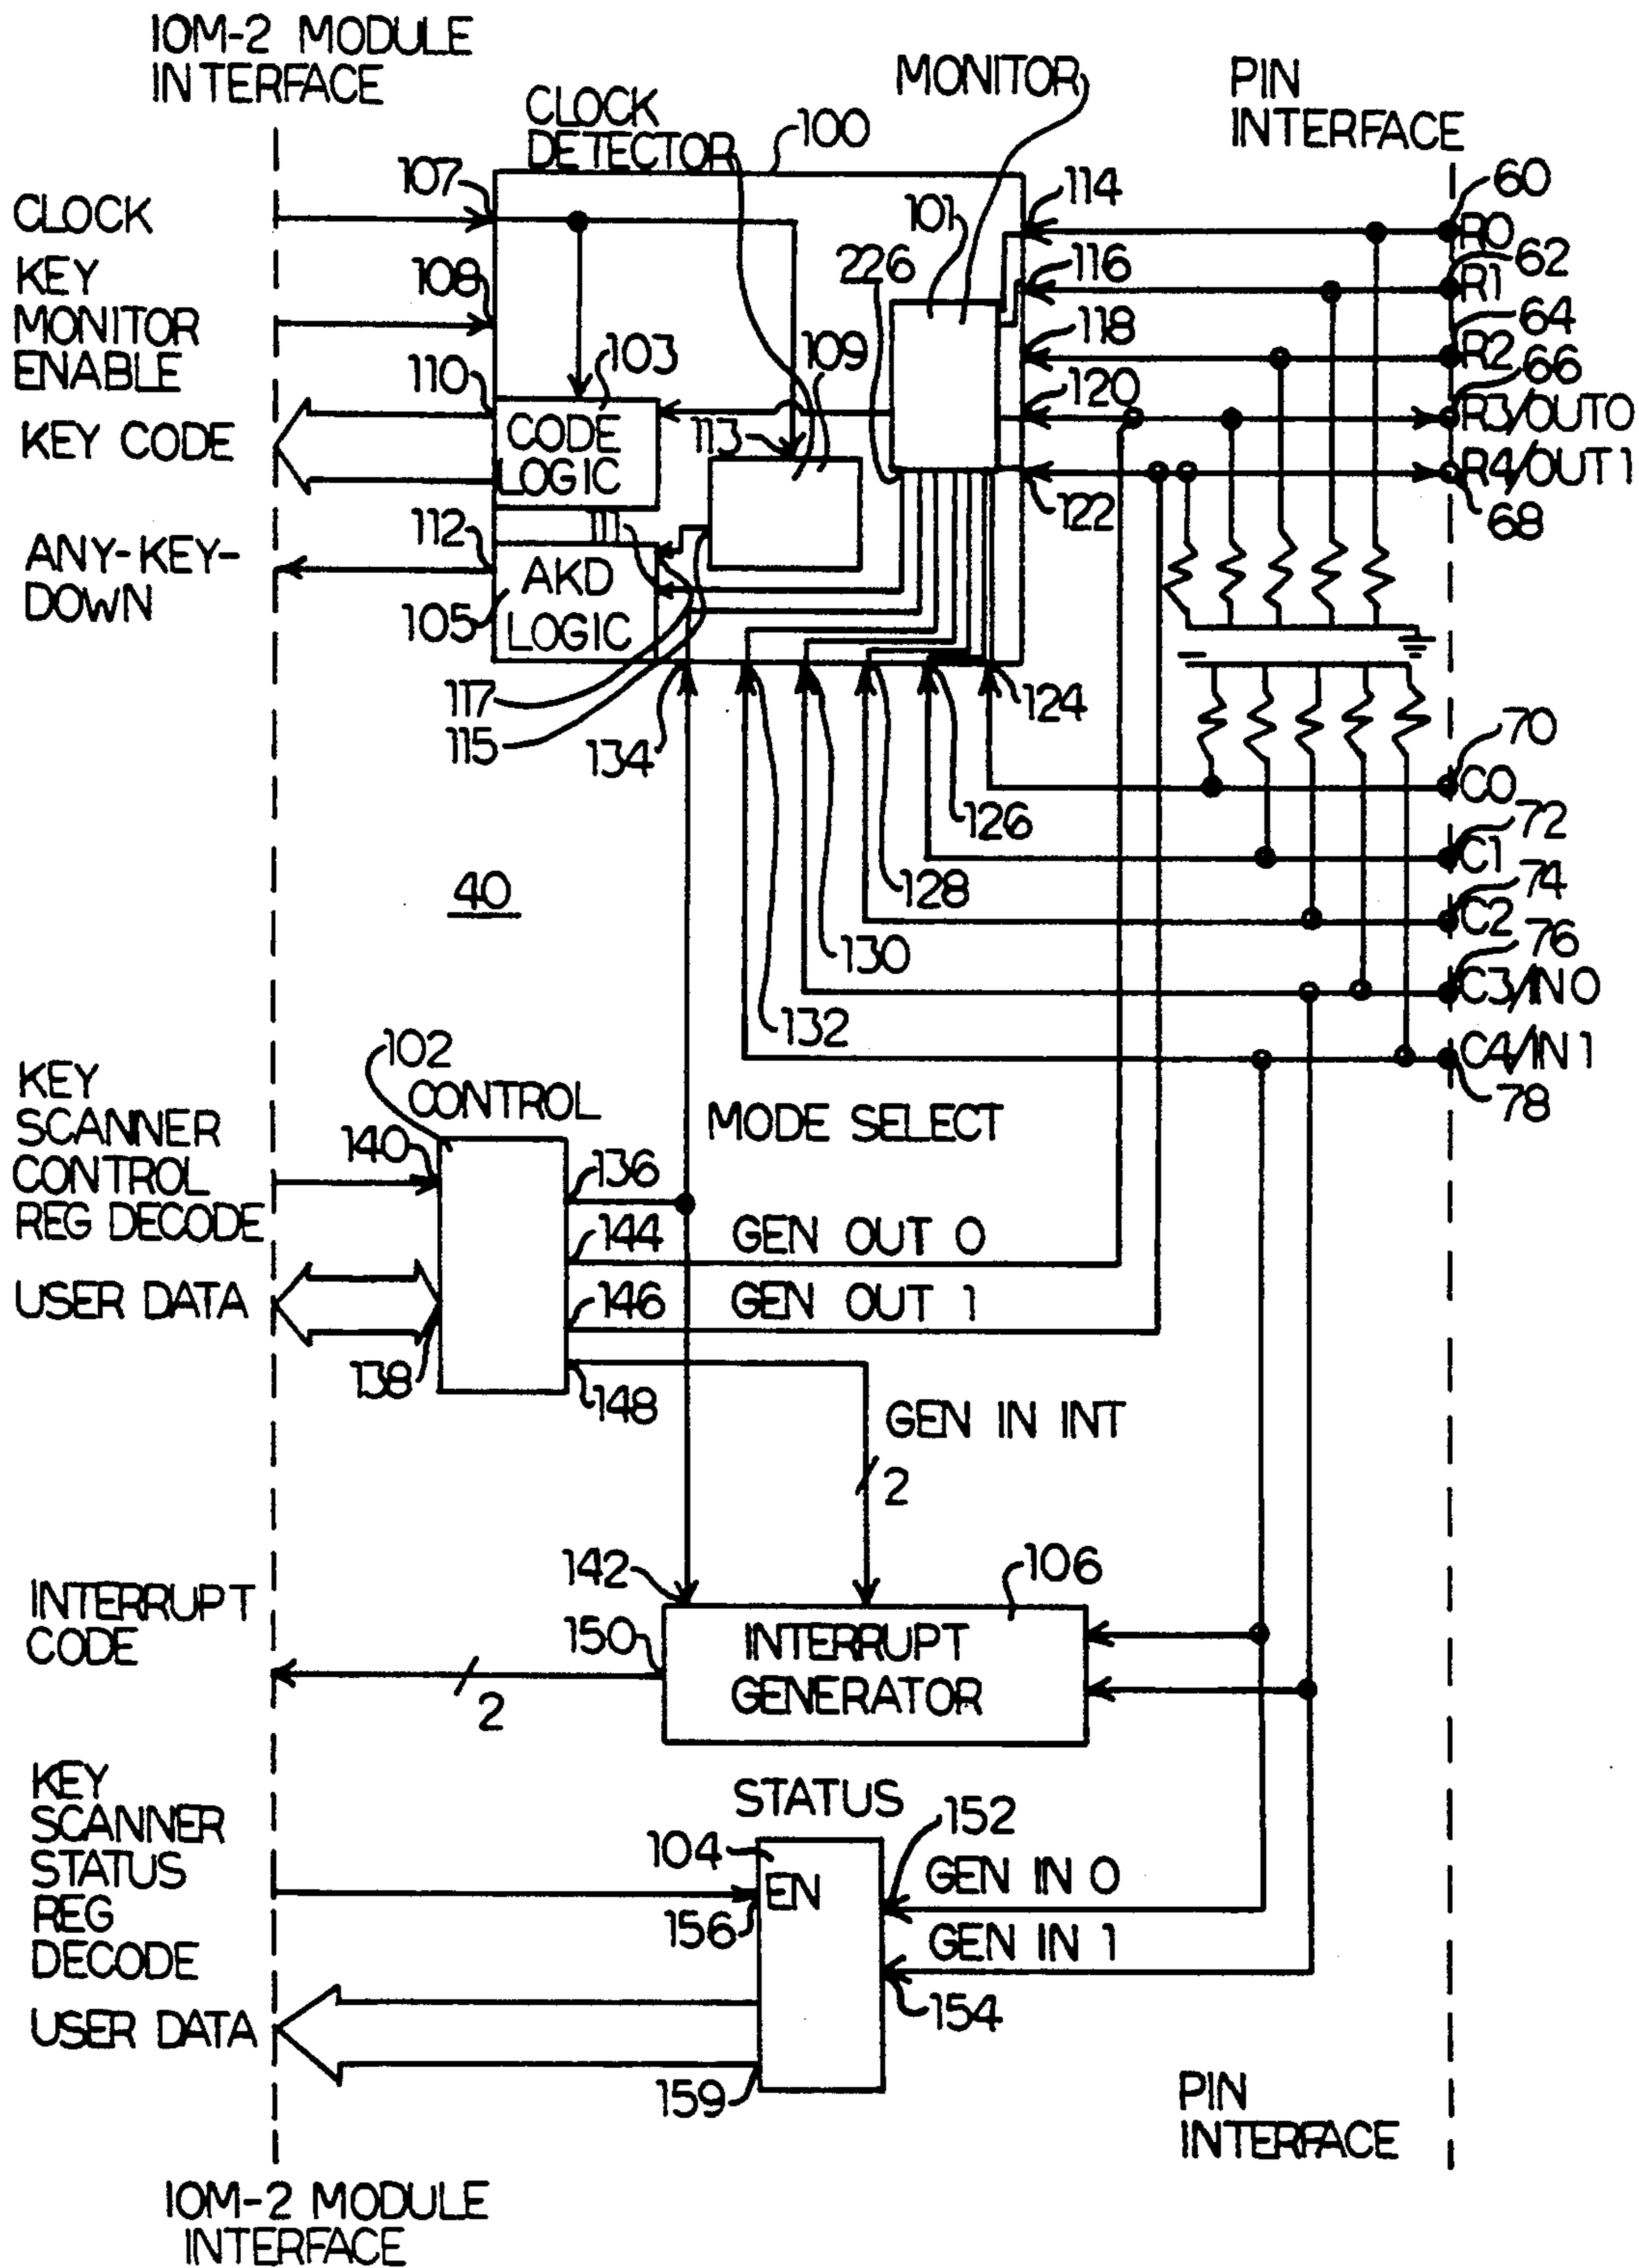 IOM-2 MODULE
INTERFACE
CLOCK
DETECTOR
100
MONITOR
PIN
INTERFACE
107
114
60
CLOCK
101
R0
KEY
MONITOR
ENABLE
108
226
116
62
R1
103
109
118
64
R2
110
120
66
KEY CODE
CODE
LOGIC
113
R3/OUT0
R4/OUT1
112
111
122
68
ANY-KEY-
DOWN
AKD
LOGIC
105
117
115
134
124
70
C0
126
72
C1
40
128
74
C2
130
76
C3/IN0
132
C4/IN1
78
102
CONTROL
KEY
SCANNER
CONTROL
REG DECODE
140
MODE SELECT
136
144
GEN OUT 0
USER DATA
146
GEN OUT 1
138
148
GEN IN INT
2
142
106
INTERRUPT
CODE
150
INTERRUPT
GENERATOR
2
KEY
SCANNER
STATUS
REG
DECODE
STATUS
152
104
EN
GEN IN 0
156
GEN IN 1
154
USER DATA
159
PIN
INTERFACE
IOM-2 MODULE
INTERFACE